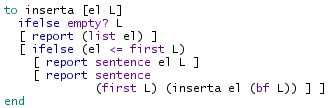 to inserta [el L]
ifelse empty? L
[ report (list el) ]
[ ifelse (el <= first L)
[ report sentence el L ]
[ report sentence
(first L) (inserta el (bf L)) ] ]
end